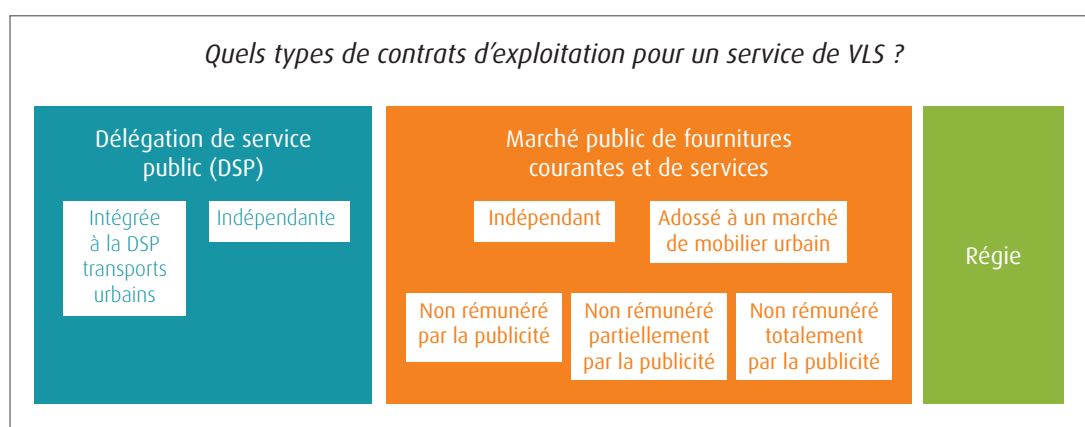 Quels types de contrats d'exploitation pour un service de VLS ?
Délégation de service
public (DSP)
Intégrée
à la DSP
transports
urbains
Indépendante
Marché public de fournitures
courantes et de services
Indépendant
Adossé à un marché
de mobilier urbain
Non rémunéré
par la publicité
Non rémunéré
partiellement
par la publicité
Non rémunéré
totalement
par la publicité
Régie